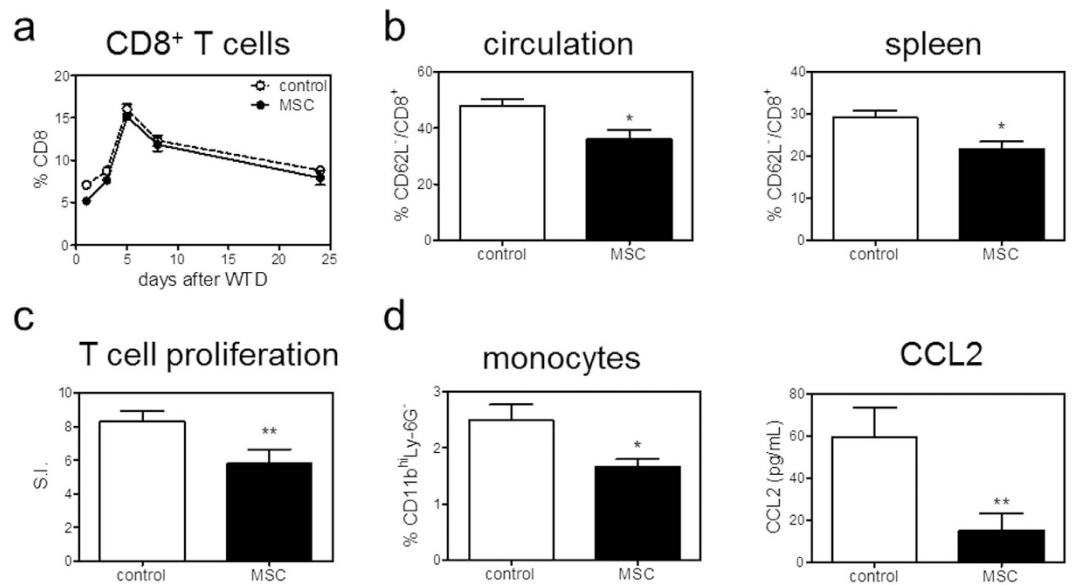 a
CD8⁺ T cells
20
15
10
5
0
% CD8
control
MSC
0 5 10 15 20 25
days after WTD
b
circulation
60
40
20
0
% CD62L⁻/CD8⁺
*
control MSC
spleen
40
30
20
10
0
% CD62L⁻/CD8⁺
*
control MSC
c
T cell proliferation
10
8
6
4
2
0
S.I.
**
control MSC
d
monocytes
3
2
1
0
% CD11bʰⁱLy-6G⁻
*
control MSC
CCL2
80
60
40
20
0
CCL2 (pg/mL)
**
control MSC